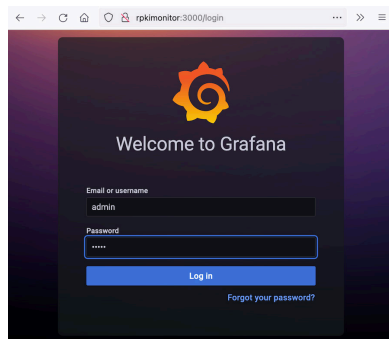 rpkimonitor:3000/login
Welcome to Grafana
Email or username
admin
Password
•••••
Log in
Forgot your password?